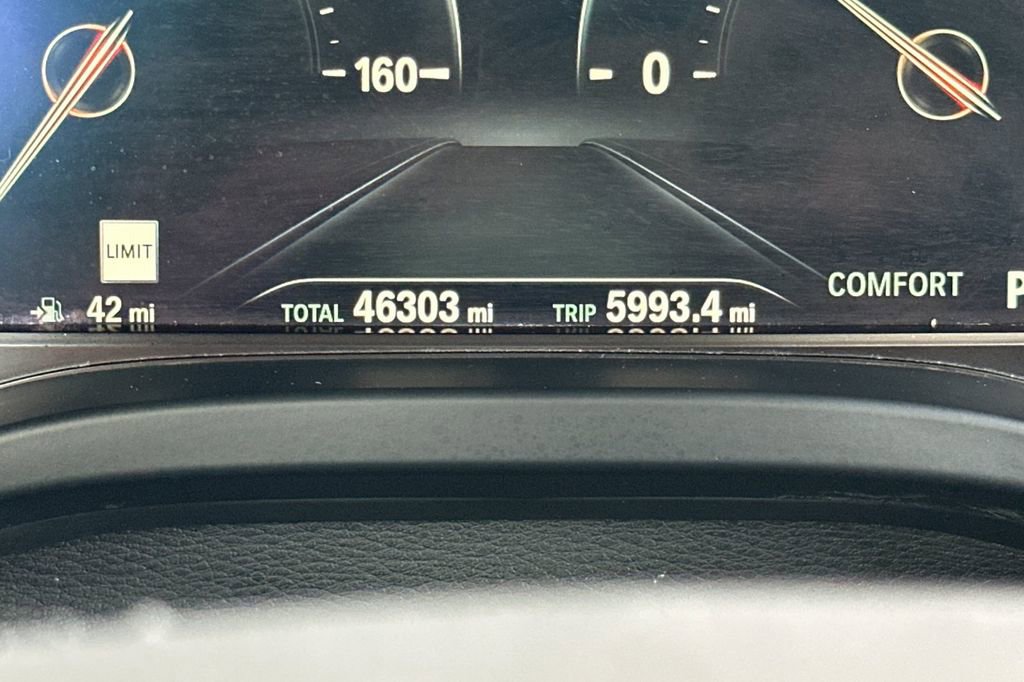 160 0
LIMIT
COMFORT P
42 mi TOTAL 46303 mi TRIP 5993.4 mi